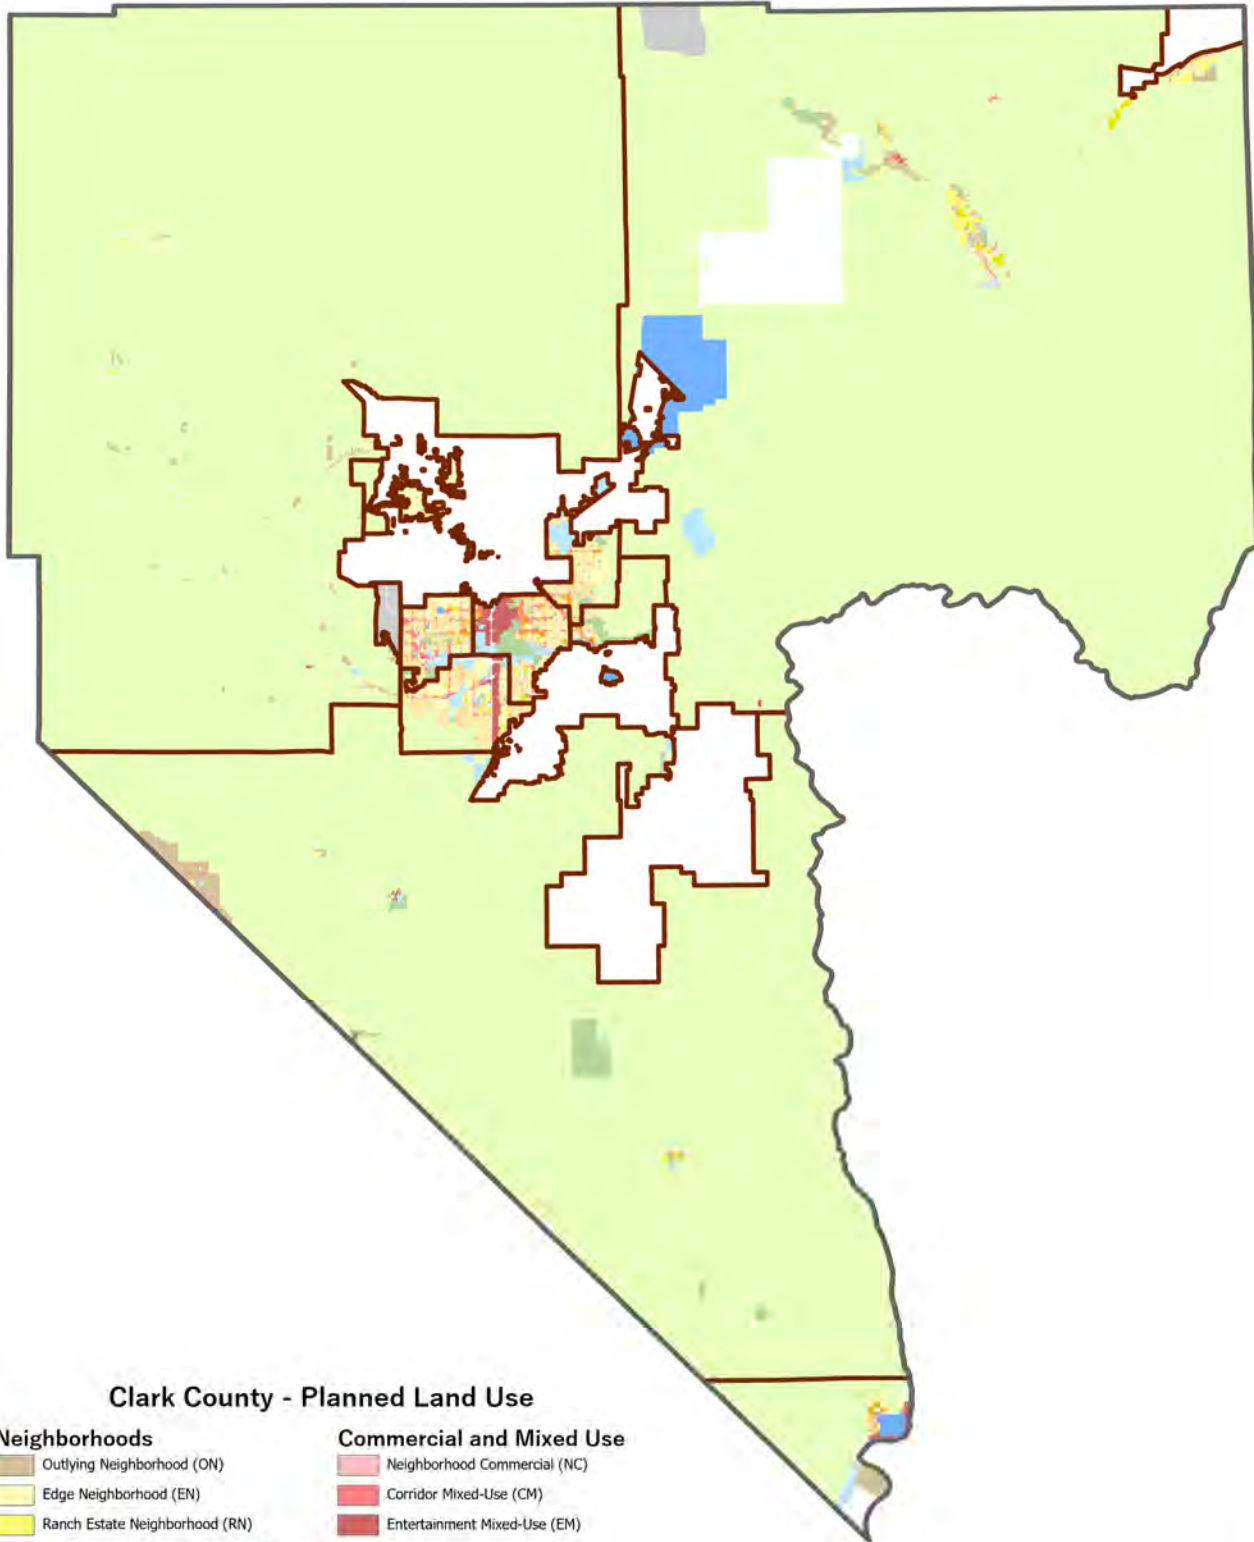 Clark County - Planned Land Use
Neighborhoods
Outlying Neighborhood (ON)
Edge Neighborhood (EN)
Ranch Estate Neighborhood (RN)
Commercial and Mixed Use
Neighborhood Commercial (NC)
Corridor Mixed-Use (CM)
Entertainment Mixed-Use (EM)